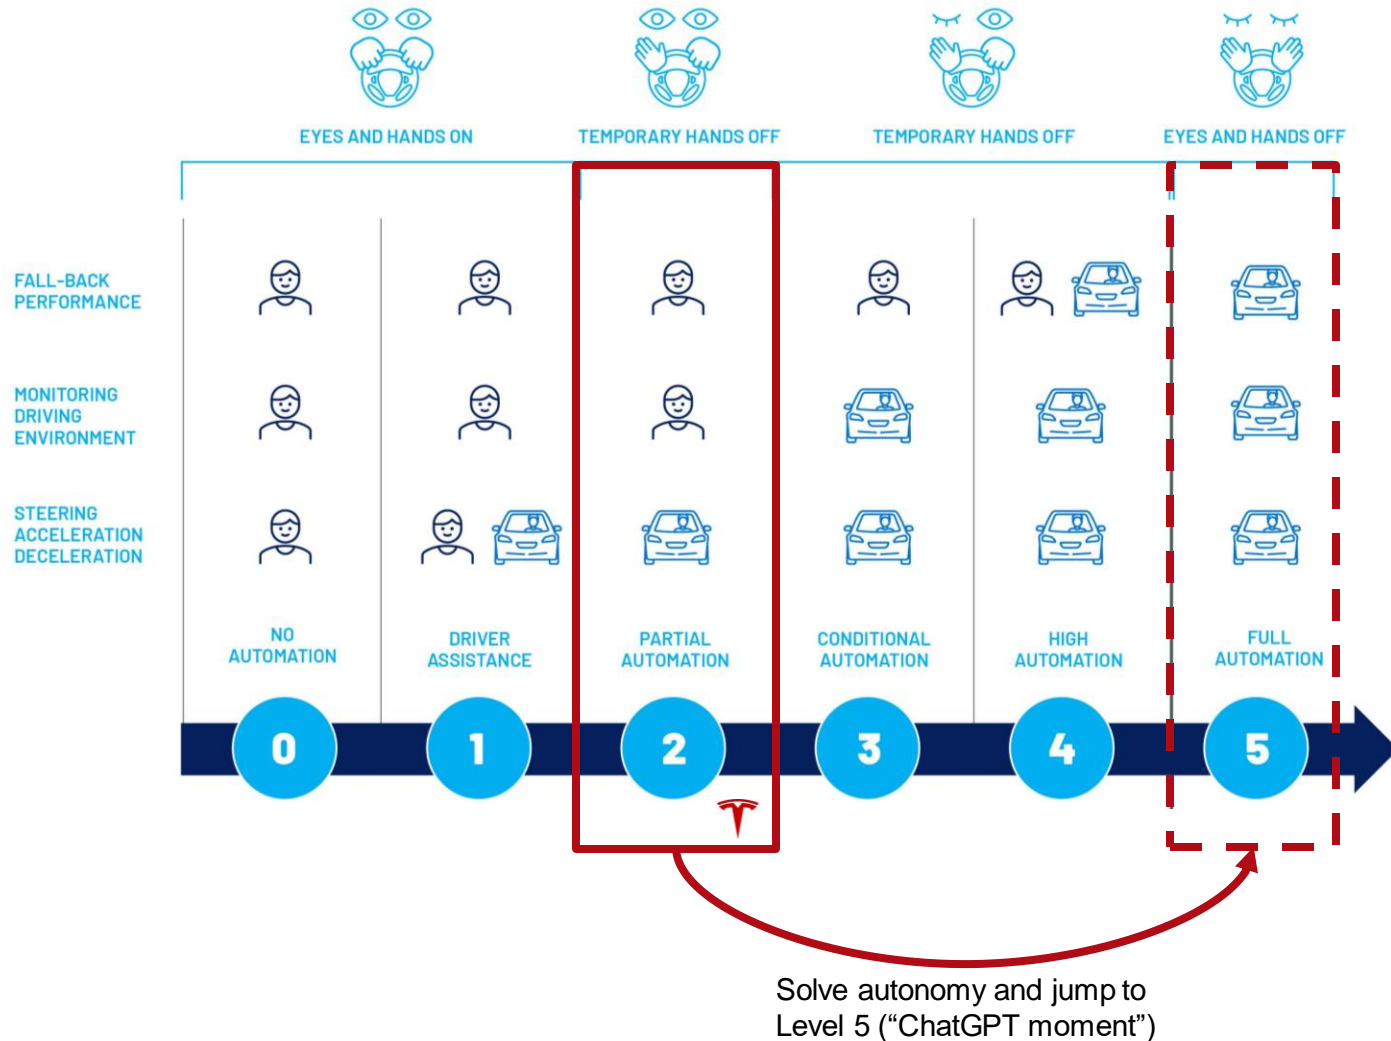 EYES AND HANDS ON
TEMPORARY HANDS OFF
TEMPORARY HANDS OFF
EYES AND HANDS OFF
FALL-BACK
PERFORMANCE
MONITORING
DRIVING
ENVIRONMENT
STEERING
ACCELERATION
DECELERATION
NO
AUTOMATION
DRIVER
ASSISTANCE
PARTIAL
AUTOMATION
CONDITIONAL
AUTOMATION
HIGH
AUTOMATION
FULL
AUTOMATION
0
1
2
3
4
5
Solve autonomy and jump to
Level 5 (“ChatGPT moment”)